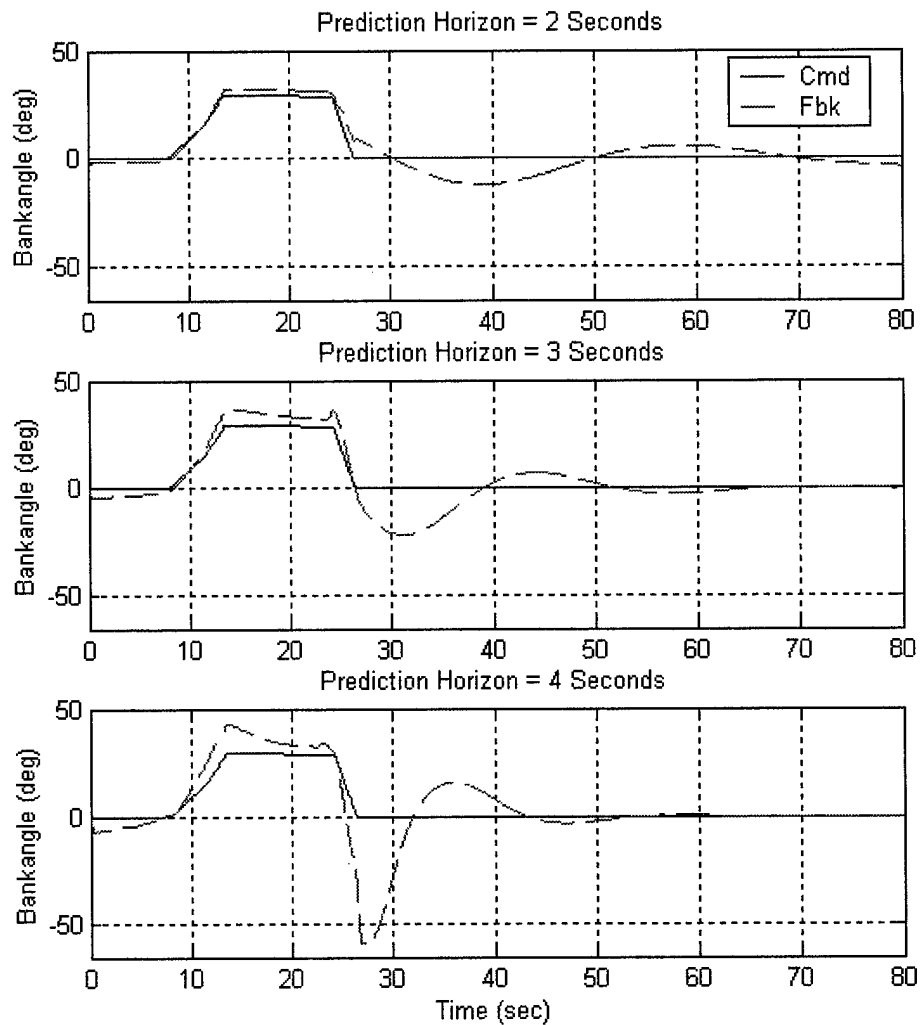 Prediction Horizon = 2 Seconds
50
0
-50
Bankangle (deg)
Cmd
Fbk
0 10 20 30 40 50 60 70 80
Prediction Horizon = 3 Seconds
50
0
-50
Bankangle (deg)
0 10 20 30 40 50 60 70 80
Prediction Horizon = 4 Seconds
50
0
-50
Bankangle (deg)
0 10 20 30 40 50 60 70 80
Time (sec)